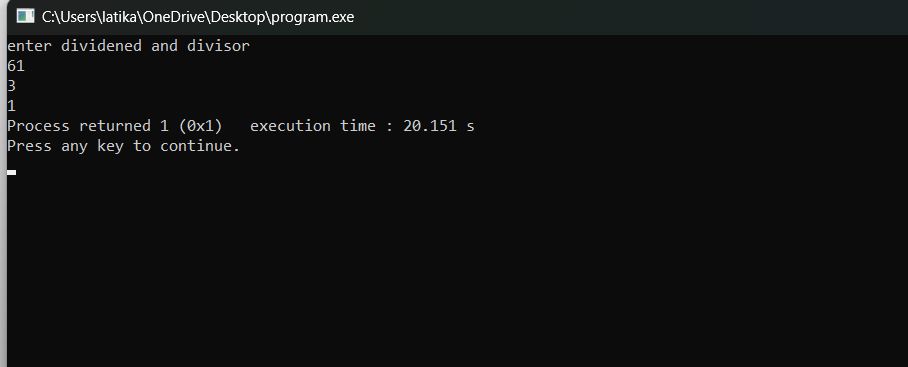 C:\Users\latika\OneDrive\Desktop\program.exe
enter dividened and divisor
61
3
1
Process returned 1 (0x1)   execution time : 20.151 s
Press any key to continue.